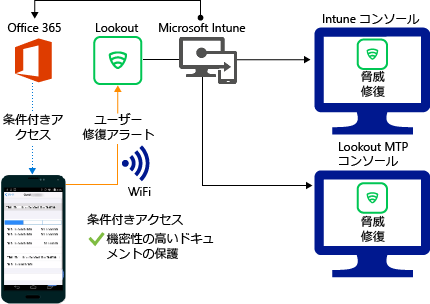 Office 365
Lookout
Microsoft Intune
Intune コンソール
脅威
修復
条件付きア
クセス
ユーザー
修復アラート
WiFi
Lookout MTP
コンソール
脅威
修復
条件付きアクセス
機密性の高いドキュ
メントの保護